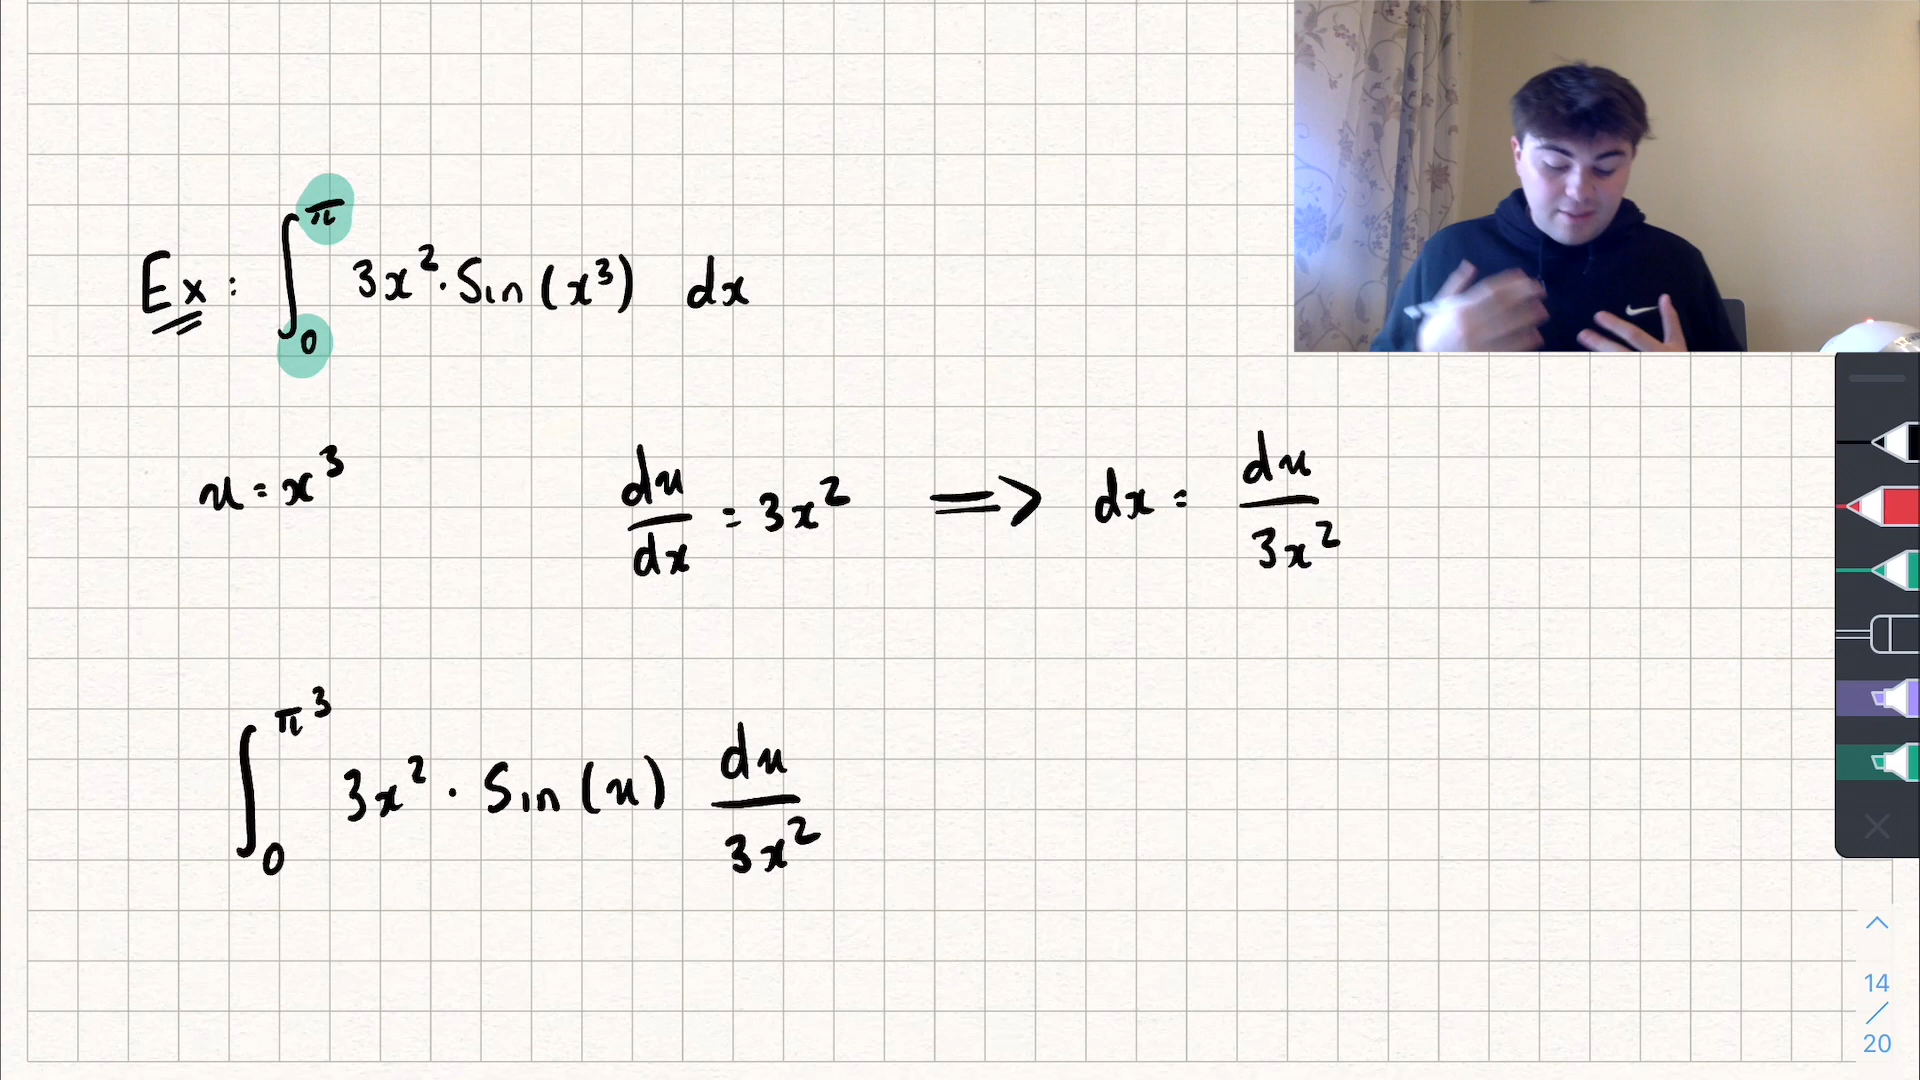 Ex: ∫₀^π 3x²·Sin(x³) dx
u=x³ du/dx = 3x² => dx = du/3x²
∫₀^π³ 3x² · Sin(u) du/3x²
14
/
20